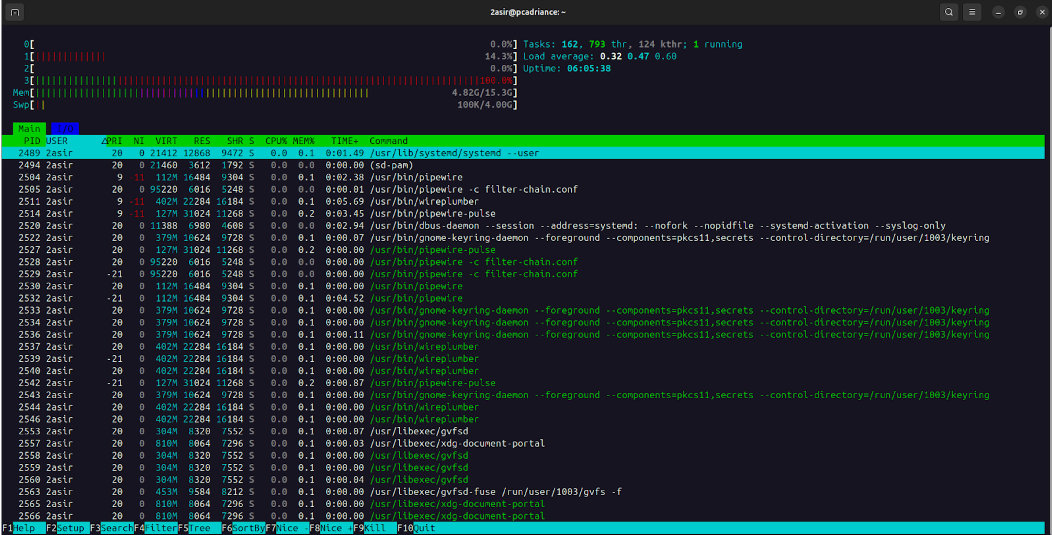 2asir@pcadriance: ~
0[ 0.0%] Tasks: 162, 793 thr, 124 kthr; 1 running
1[ 14.3%] Load average: 0.32 0.47 0.60
2[ 0.0%] Uptime: 06:05:38
3[ 100.0%]
Mem[ 4.82G/15.3G]
Swp[ 100K/4.00G]
Main I/O
PID USER △PRI NI VIRT RES SHR S CPU% MEM% TIME+ Command
2489 2asir 20 0 21412 12868 9472 S 0.0 0.1 0:01.49 /usr/lib/systemd/systemd --user
2494 2asir 20 0 21460 3612 1792 S 0.0 0.0 0:00.00 (sd-pam)
2504 2asir 9 -11 112M 16484 9304 S 0.0 0.1 0:02.38 /usr/bin/pipewire
2505 2asir 20 0 95220 6016 5248 S 0.0 0.0 0:00.01 /usr/bin/pipewire -c filter-chain.conf
2511 2asir 9 -11 402M 22284 16184 S 0.0 0.1 0:05.69 /usr/bin/wireplumber
2514 2asir 9 -11 127M 31024 11268 S 0.0 0.2 0:03.45 /usr/bin/pipewire-pulse
2520 2asir 20 0 11388 6980 4608 S 0.0 0.0 0:02.94 /usr/bin/dbus-daemon --session --address=systemd: --nofork --nopidfile --systemd-activation --syslog-only
2522 2asir 20 0 379M 10624 9728 S 0.0 0.1 0:00.07 /usr/bin/gnome-keyring-daemon --foreground --components=pkcs11,secrets --control-directory=/run/user/1003/keyring
2527 2asir 20 0 127M 31024 11268 S 0.0 0.2 0:00.00 /usr/bin/pipewire-pulse
2528 2asir 20 0 95220 6016 5248 S 0.0 0.0 0:00.00 /usr/bin/pipewire -c filter-chain.conf
2529 2asir -21 0 95220 6016 5248 S 0.0 0.0 0:00.00 /usr/bin/pipewire -c filter-chain.conf
2530 2asir 20 0 112M 16484 9304 S 0.0 0.1 0:00.00 /usr/bin/pipewire
2532 2asir -21 0 112M 16484 9304 S 0.0 0.1 0:04.52 /usr/bin/pipewire
2533 2asir 20 0 379M 10624 9728 S 0.0 0.1 0:00.00 /usr/bin/gnome-keyring-daemon --foreground --components=pkcs11,secrets --control-directory=/run/user/1003/keyring
2534 2asir 20 0 379M 10624 9728 S 0.0 0.1 0:00.00 /usr/bin/gnome-keyring-daemon --foreground --components=pkcs11,secrets --control-directory=/run/user/1003/keyring
2536 2asir 20 0 379M 10624 9728 S 0.0 0.1 0:00.11 /usr/bin/gnome-keyring-daemon --foreground --components=pkcs11,secrets --control-directory=/run/user/1003/keyring
2537 2asir 20 0 402M 22284 16184 S 0.0 0.1 0:00.00 /usr/bin/wireplumber
2539 2asir -21 0 402M 22284 16184 S 0.0 0.1 0:00.00 /usr/bin/wireplumber
2540 2asir 20 0 402M 22284 16184 S 0.0 0.1 0:00.00 /usr/bin/wireplumber
2542 2asir -21 0 127M 31024 11268 S 0.0 0.2 0:00.87 /usr/bin/pipewire-pulse
2543 2asir 20 0 379M 10624 9728 S 0.0 0.1 0:00.00 /usr/bin/gnome-keyring-daemon --foreground --components=pkcs11,secrets --control-directory=/run/user/1003/keyring
2544 2asir 20 0 402M 22284 16184 S 0.0 0.1 0:00.00 /usr/bin/wireplumber
2546 2asir 20 0 402M 22284 16184 S 0.0 0.1 0:00.00 /usr/bin/wireplumber
2553 2asir 20 0 304M 8320 7552 S 0.0 0.1 0:00.07 /usr/libexec/gvfsd
2557 2asir 20 0 810M 8064 7296 S 0.0 0.1 0:00.03 /usr/libexec/xdg-document-portal
2558 2asir 20 0 304M 8320 7552 S 0.0 0.1 0:00.00 /usr/libexec/gvfsd
2559 2asir 20 0 304M 8320 7552 S 0.0 0.1 0:00.00 /usr/libexec/gvfsd
2560 2asir 20 0 304M 8320 7552 S 0.0 0.1 0:00.04 /usr/libexec/gvfsd
2563 2asir 20 0 453M 9584 8212 S 0.0 0.1 0:00.00 /usr/libexec/gvfsd-fuse /run/user/1003/gvfs -f
2565 2asir 20 0 810M 8064 7296 S 0.0 0.1 0:00.00 /usr/libexec/xdg-document-portal
2566 2asir 20 0 810M 8064 7296 S 0.0 0.1 0:00.00 /usr/libexec/xdg-document-portal
F1Help F2Setup F3SearchF4FilterF5Tree F6SortByF7Nice -F8Nice +F9Kill F10Quit